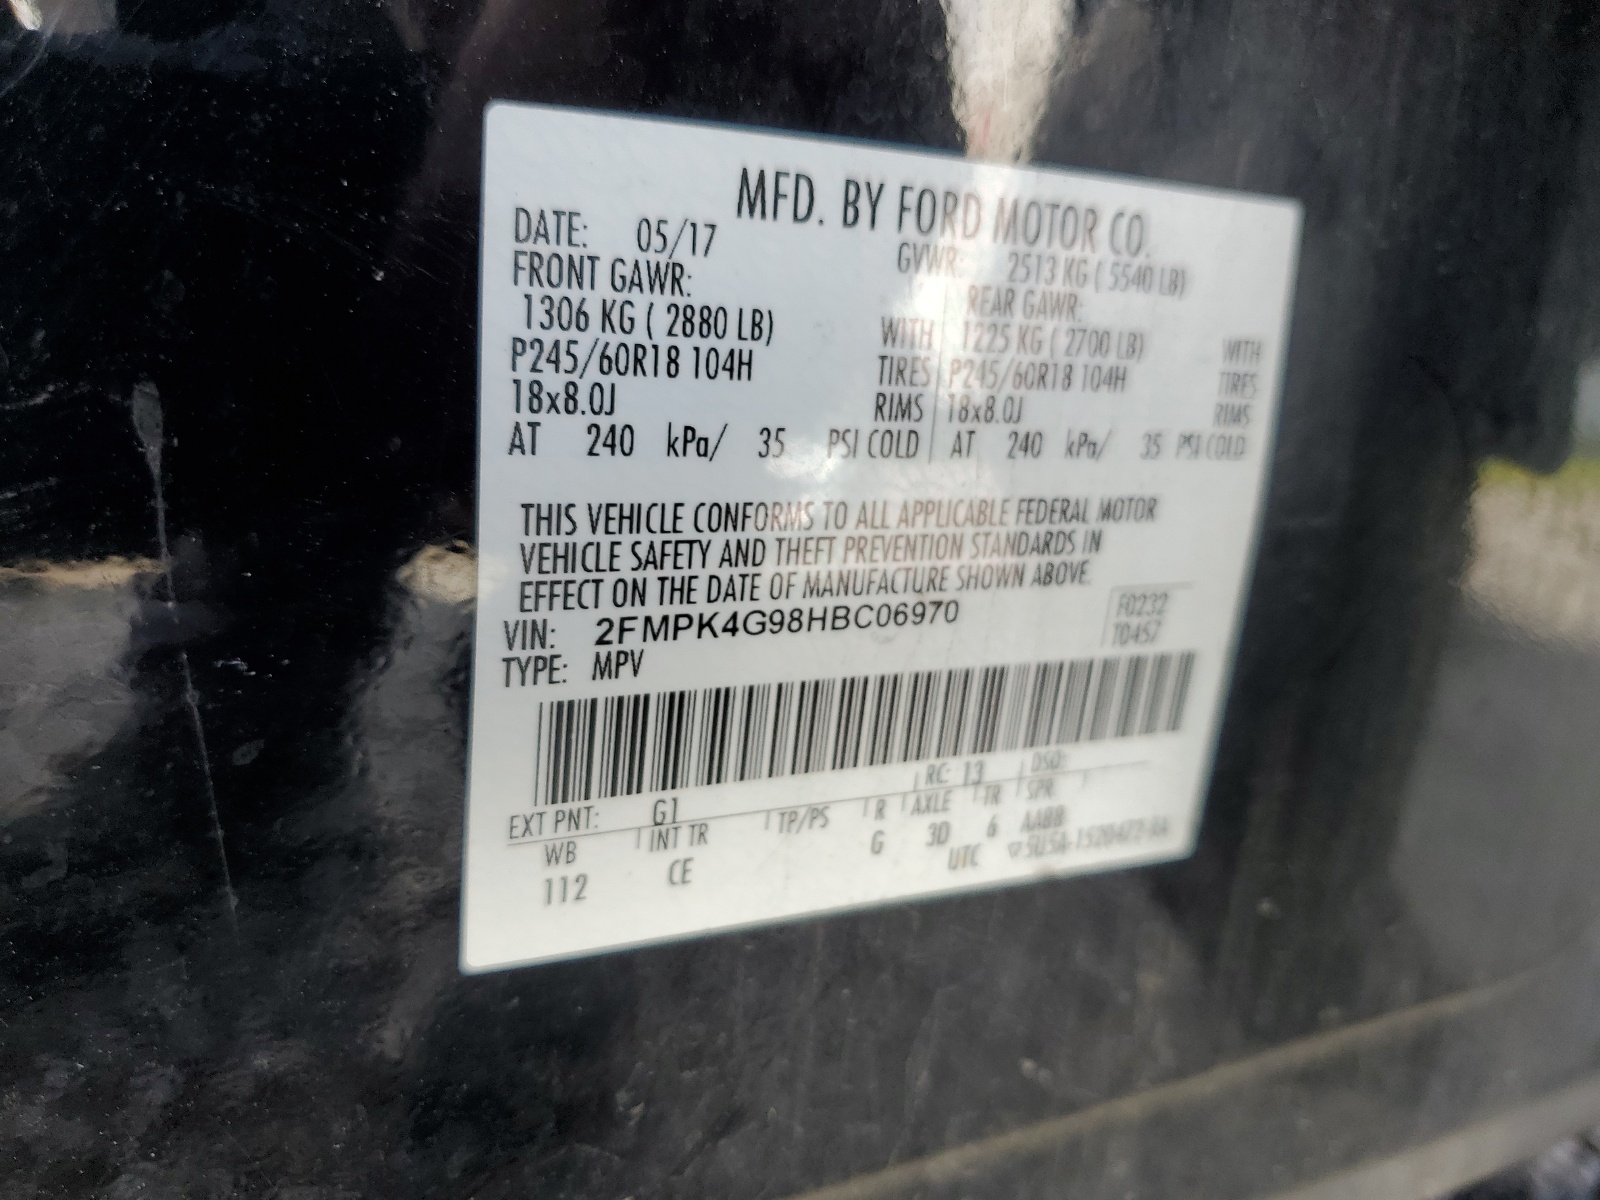 MFD. BY FORD MOTOR CO.
DATE: 05/17 GVWR: 2513 KG ( 5540 LB)
FRONT GAWR: REAR GAWR:
1306 KG ( 2880 LB) WITH 1225 KG ( 2700 LB) WITH
P245/60R18 104H TIRES P245/60R18 104H TIRES
18x8.0J RIMS 18x8.0J RIMS
AT 240 kPa/ 35 PSI COLD AT 240 kPa/ 35 PSI COLD
THIS VEHICLE CONFORMS TO ALL APPLICABLE FEDERAL MOTOR
VEHICLE SAFETY AND THEFT PREVENTION STANDARDS IN
EFFECT ON THE DATE OF MANUFACTURE SHOWN ABOVE.
VIN: 2FMPK4G98HBC06970 F0232
TYPE: MPV T0457
EXT PNT: G1 RC: 13 DSO:
WB INT TR TP/PS R AXLE TR SPR
112 CE G 3D 6 AABB
UTC